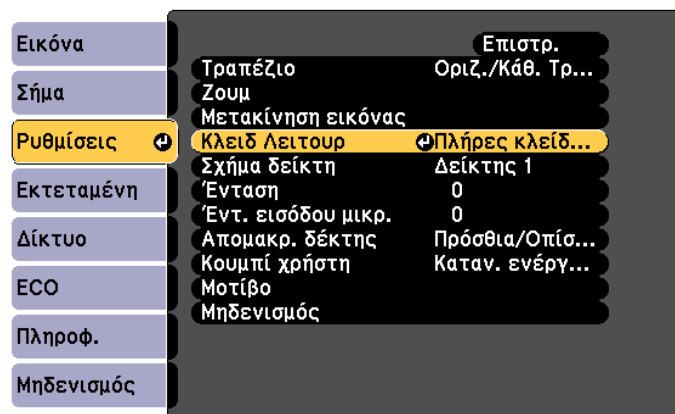 Εικόνα
Σήμα
Ρυθμίσεις
Εκτεταμένη
Δίκτυο
ECO
Πληροφ.
Μηδενισμός
Επιστρ.
Τραπέζιο Οριζ./Κάθ. Τρ...
Ζουμ
Μετακίνηση εικόνας
Κλειδ Λειτουρ Πλήρες κλείδ...
Σχήμα δείκτη Δείκτης 1
Ένταση 0
Έντ. εισόδου μικρ. 0
Απομακρ. δέκτης Πρόσθια/Οπίσ...
Κουμπί χρήστη Καταν. ενέργ...
Μοτίβο
Μηδενισμός